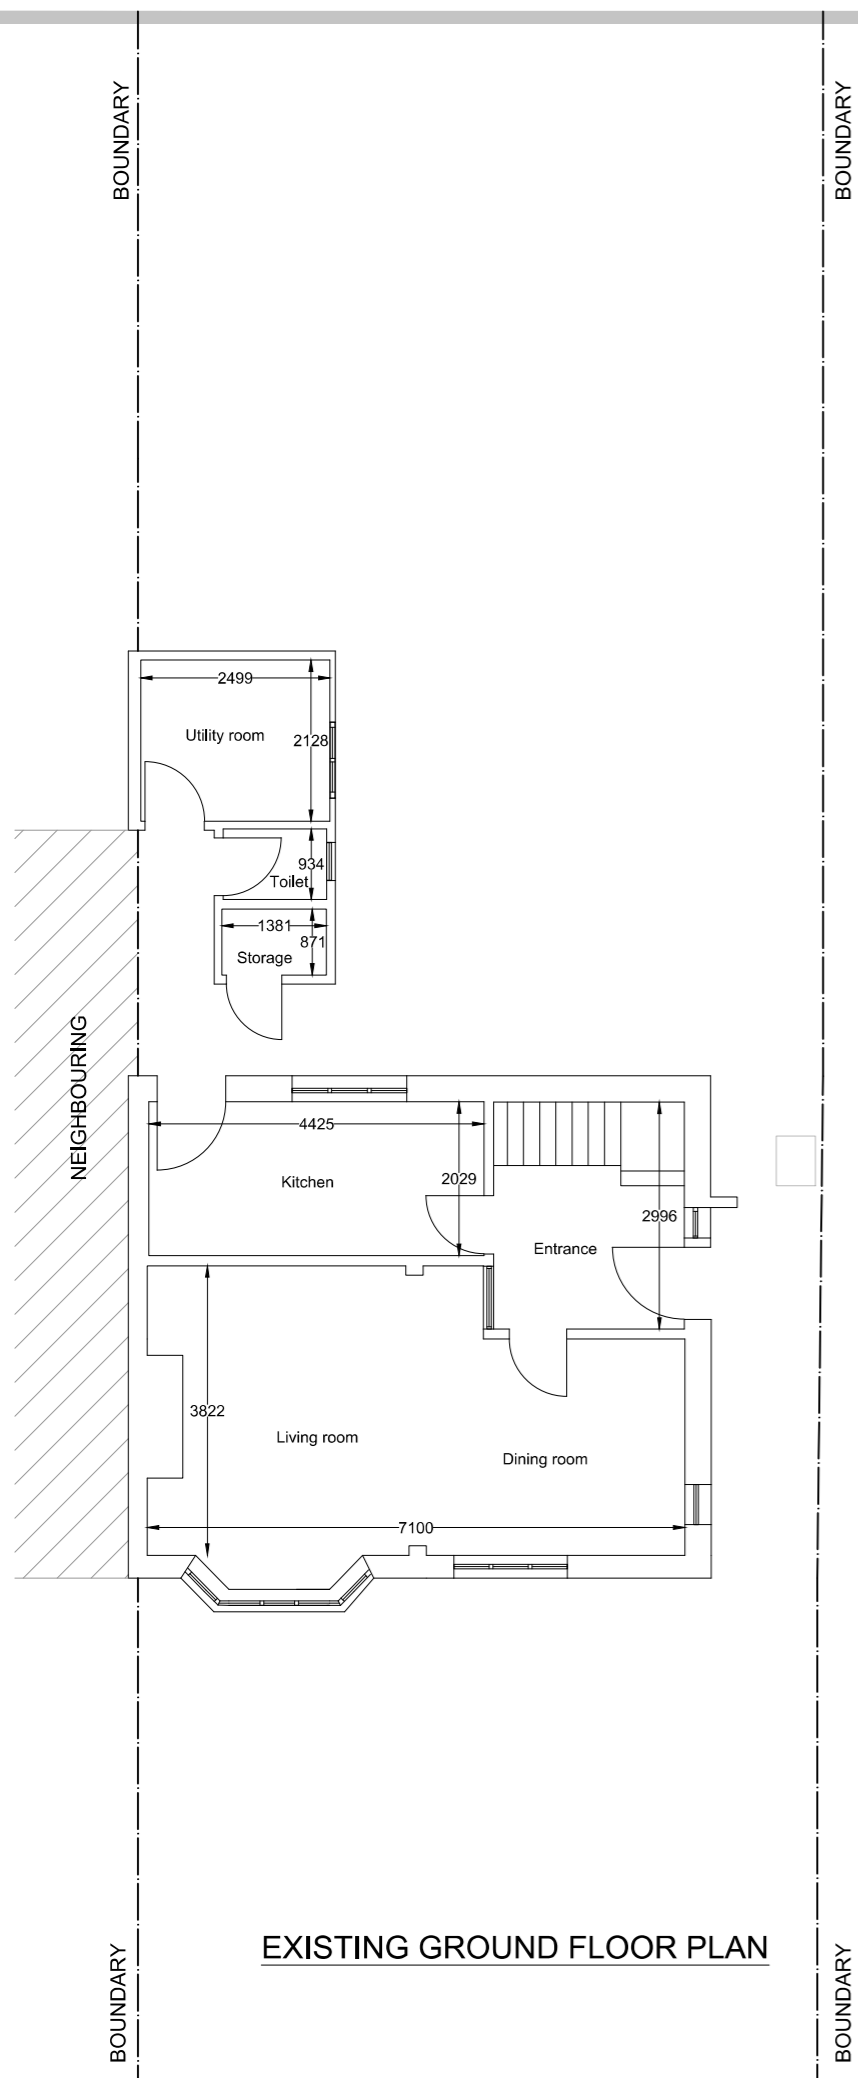 BOUNDARY
BOUNDARY
2499
Utility room
2128
934
Toilet
1381
871
Storage
NEIGHBOURING
4425
Kitchen
2029
2996
Entrance
3822
Living room
Dining room
7100
EXISTING GROUND FLOOR PLAN
BOUNDARY
BOUNDARY